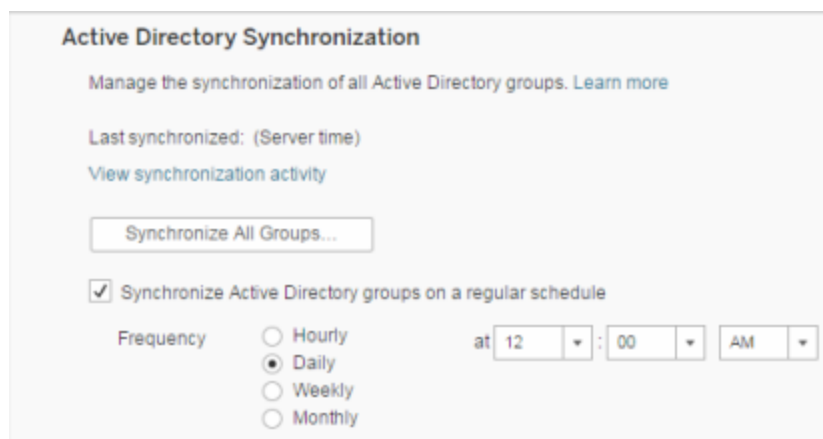 Active Directory Synchronization
Manage the synchronization of all Active Directory groups. Learn more
Last synchronized: (Server time)
View synchronization activity
Synchronize All Groups...
Synchronize Active Directory groups on a regular schedule
Frequency Hourly at 12 : 00 AM
Daily
Weekly
Monthly